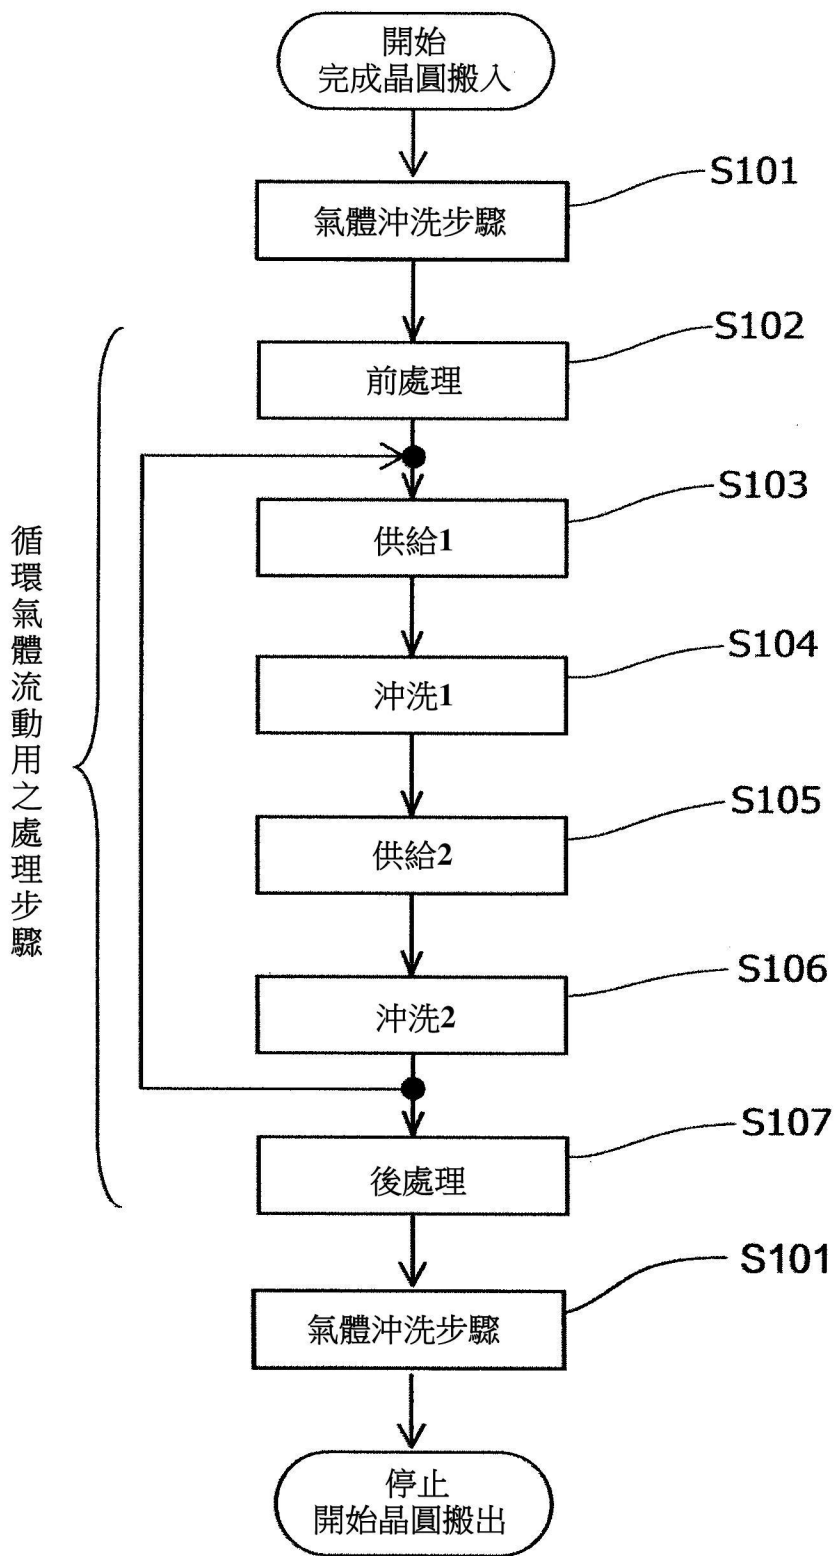 開始
完成晶圓搬入
S101
氣體沖洗步驟
S102
前處理
S103
供給1
S104
沖洗1
循環氣體流動用之處理步驟
S105
供給2
S106
沖洗2
S107
後處理
S101
氣體沖洗步驟
停止
開始晶圓搬出